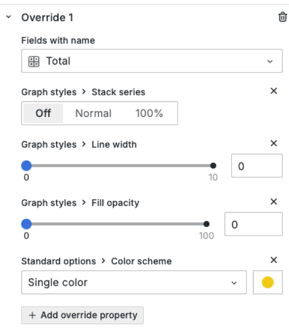 Override 1
Fields with name
Total
Graph styles > Stack series
Off Normal 100%
Graph styles > Line width
0 10 0
Graph styles > Fill opacity
0 100 0
Standard options > Color scheme
Single color
+ Add override property